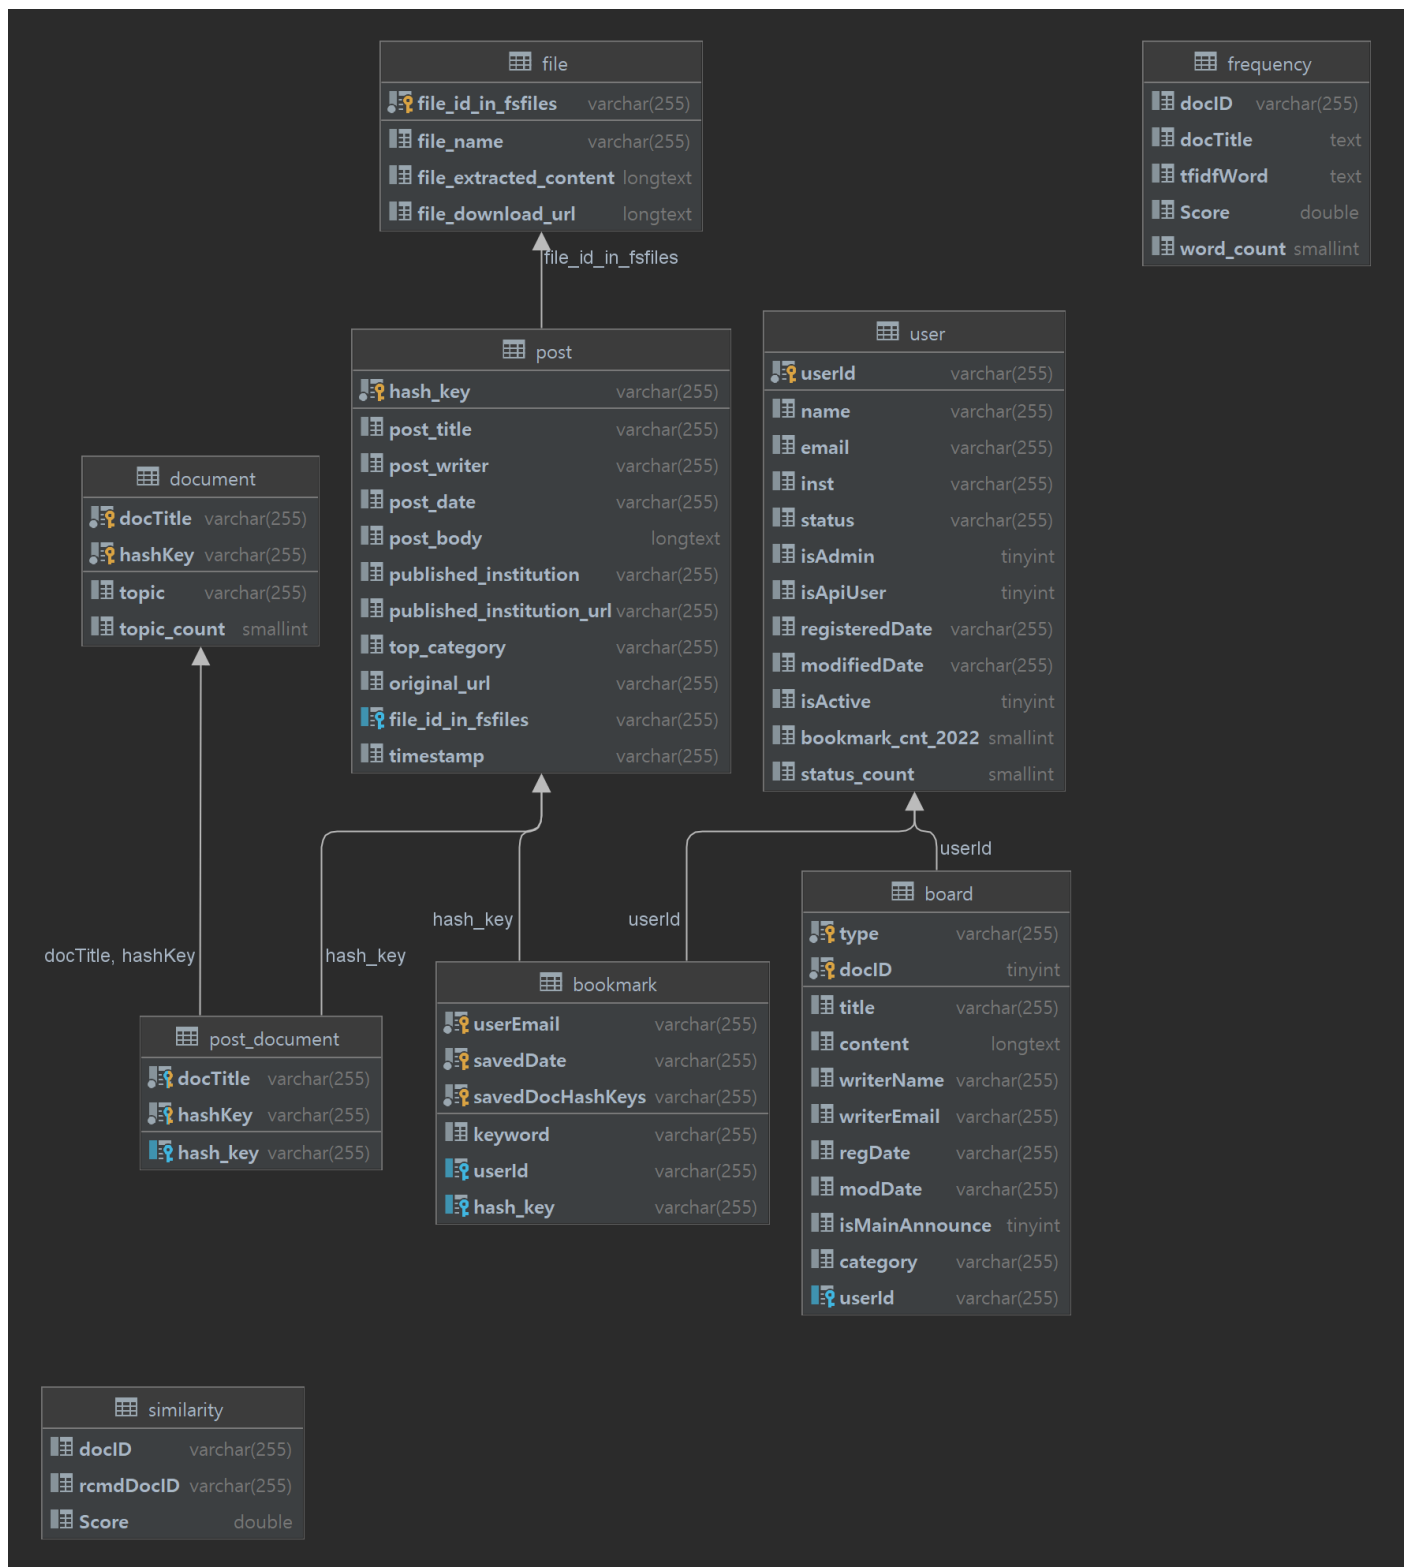 file
file_id_in_fsfiles varchar(255)
file_name varchar(255)
file_extracted_content longtext
file_download_url longtext
frequency
docID varchar(255)
docTitle text
tfidfWord text
Score double
word_count smallint
file_id_in_fsfiles
post
hash_key varchar(255)
post_title varchar(255)
post_writer varchar(255)
post_date varchar(255)
post_body longtext
published_institution varchar(255)
published_institution_url varchar(255)
top_category varchar(255)
original_url varchar(255)
file_id_in_fsfiles varchar(255)
timestamp varchar(255)
user
userId varchar(255)
name varchar(255)
email varchar(255)
inst varchar(255)
status varchar(255)
isAdmin tinyint
isApiUser tinyint
registeredDate varchar(255)
modifiedDate varchar(255)
isActive tinyint
bookmark_cnt_2022 smallint
status_count smallint
document
docTitle varchar(255)
hashKey varchar(255)
topic varchar(255)
topic_count smallint
userId
hash_key
userId
docTitle, hashKey
hash_key
board
type varchar(255)
docID tinyint
title varchar(255)
content longtext
writerName varchar(255)
writerEmail varchar(255)
regDate varchar(255)
modDate varchar(255)
isMainAnnounce tinyint
category varchar(255)
userId varchar(255)
bookmark
userEmail varchar(255)
savedDate varchar(255)
savedDocHashKeys varchar(255)
keyword varchar(255)
userId varchar(255)
hash_key varchar(255)
post_document
docTitle varchar(255)
hashKey varchar(255)
hash_key varchar(255)
similarity
docID varchar(255)
rcmdDocID varchar(255)
Score double